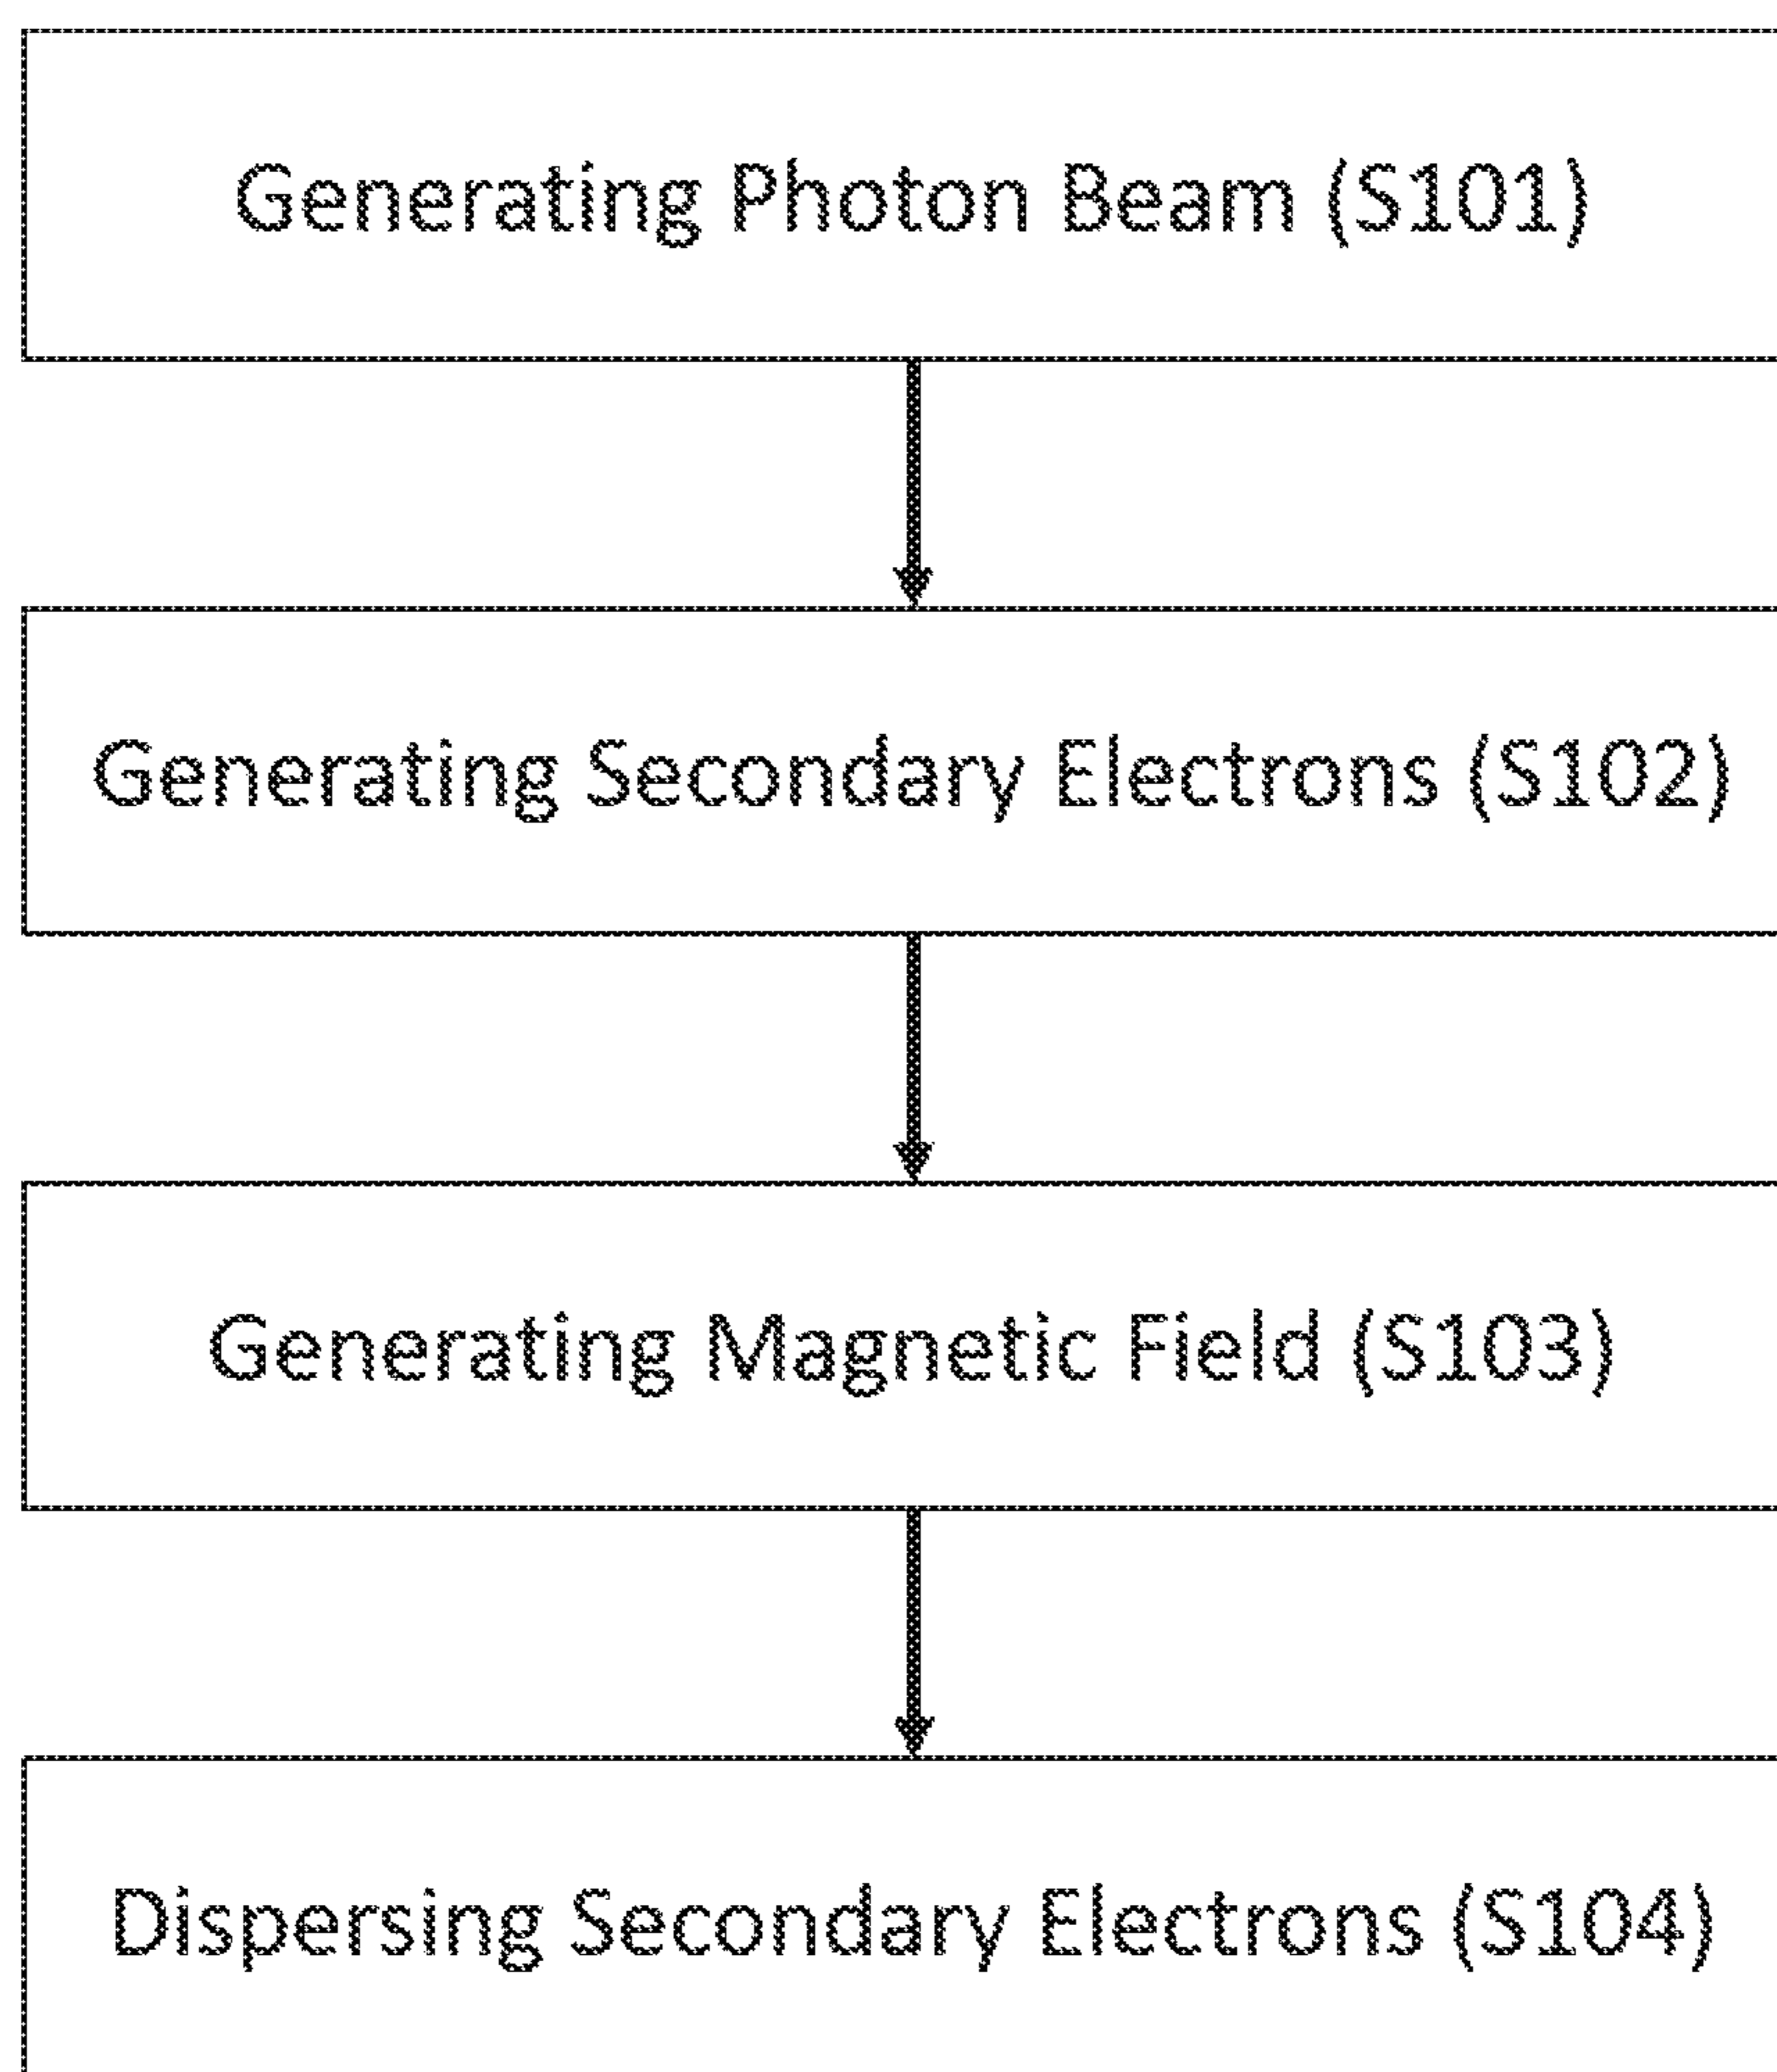 Generating Photon Beam (S101)
Generating Secondary Electrons (S102)
Generating Magnetic Field (S103)
Dispersing Secondary Electrons (S104)